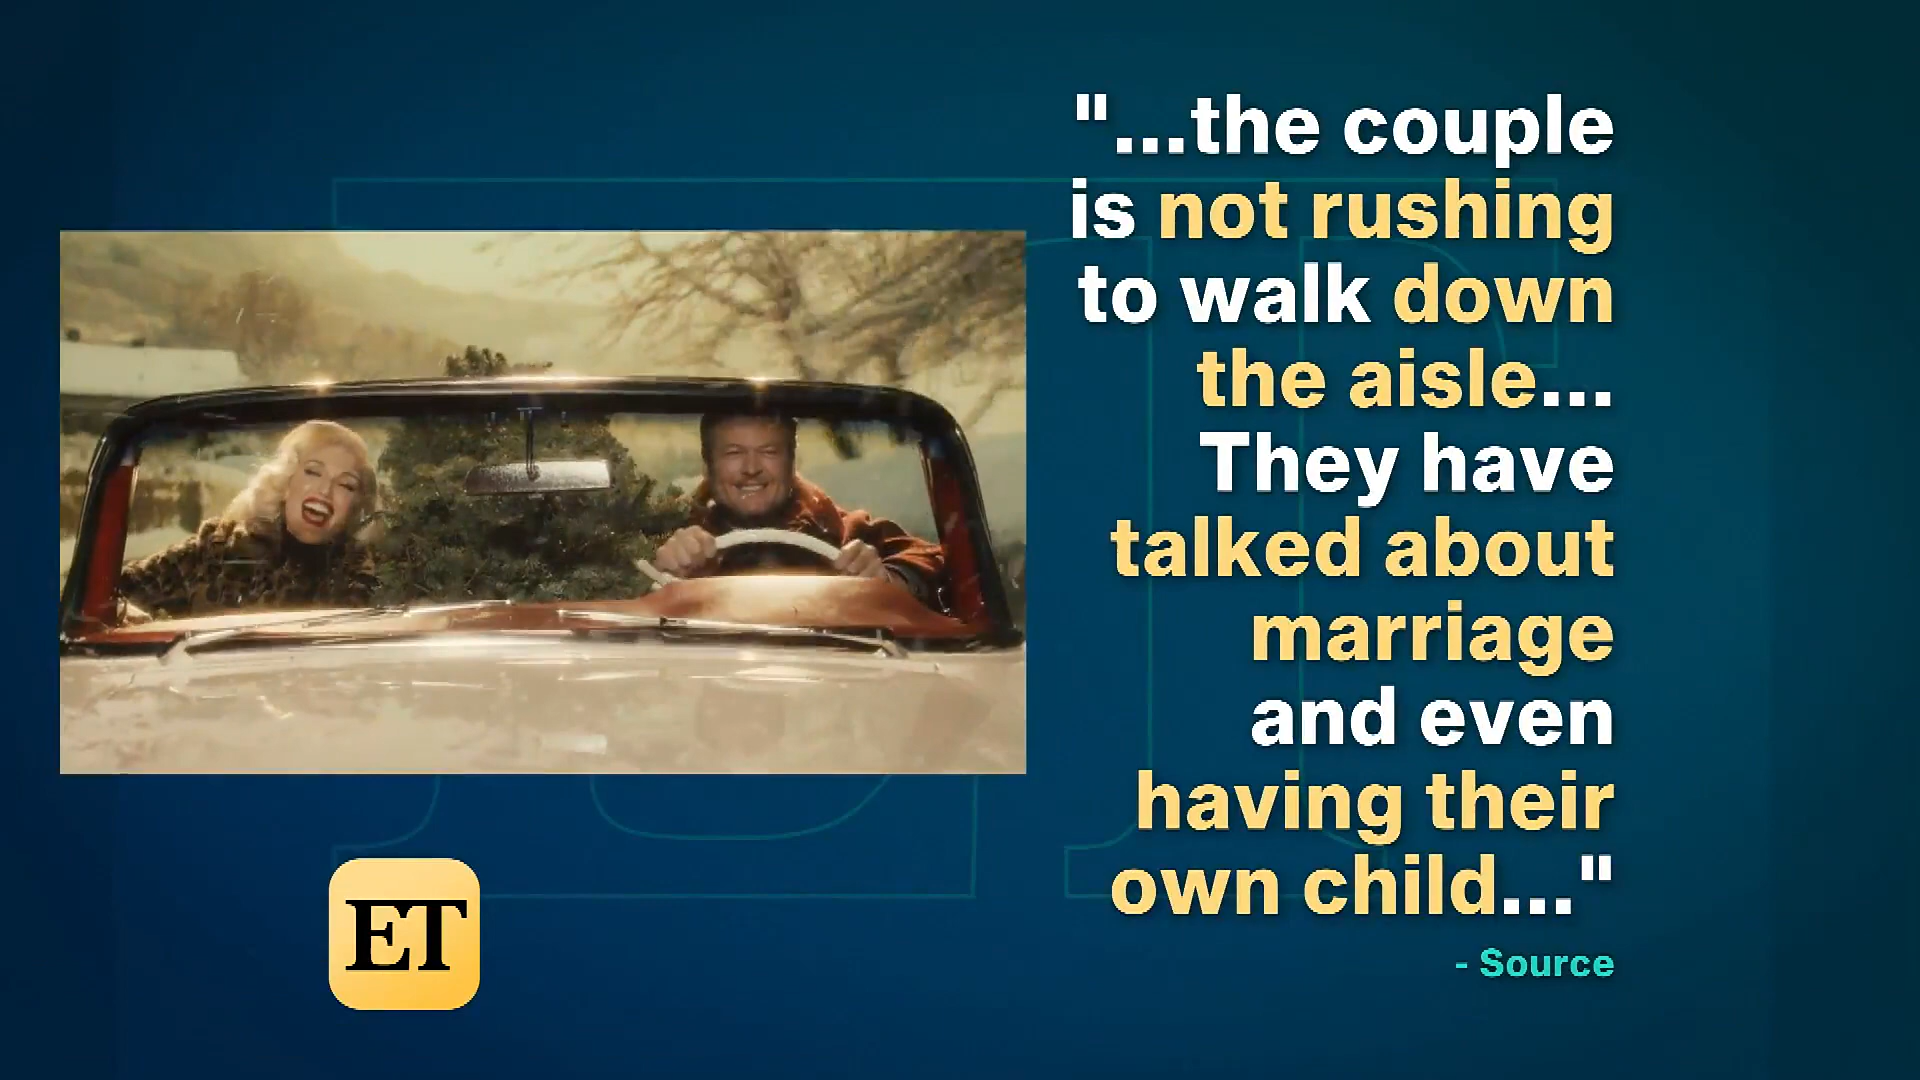 "...the couple
is not rushing
to walk down
the aisle...
They have
talked about
marriage
and even
having their
own child..."
- Source
ET